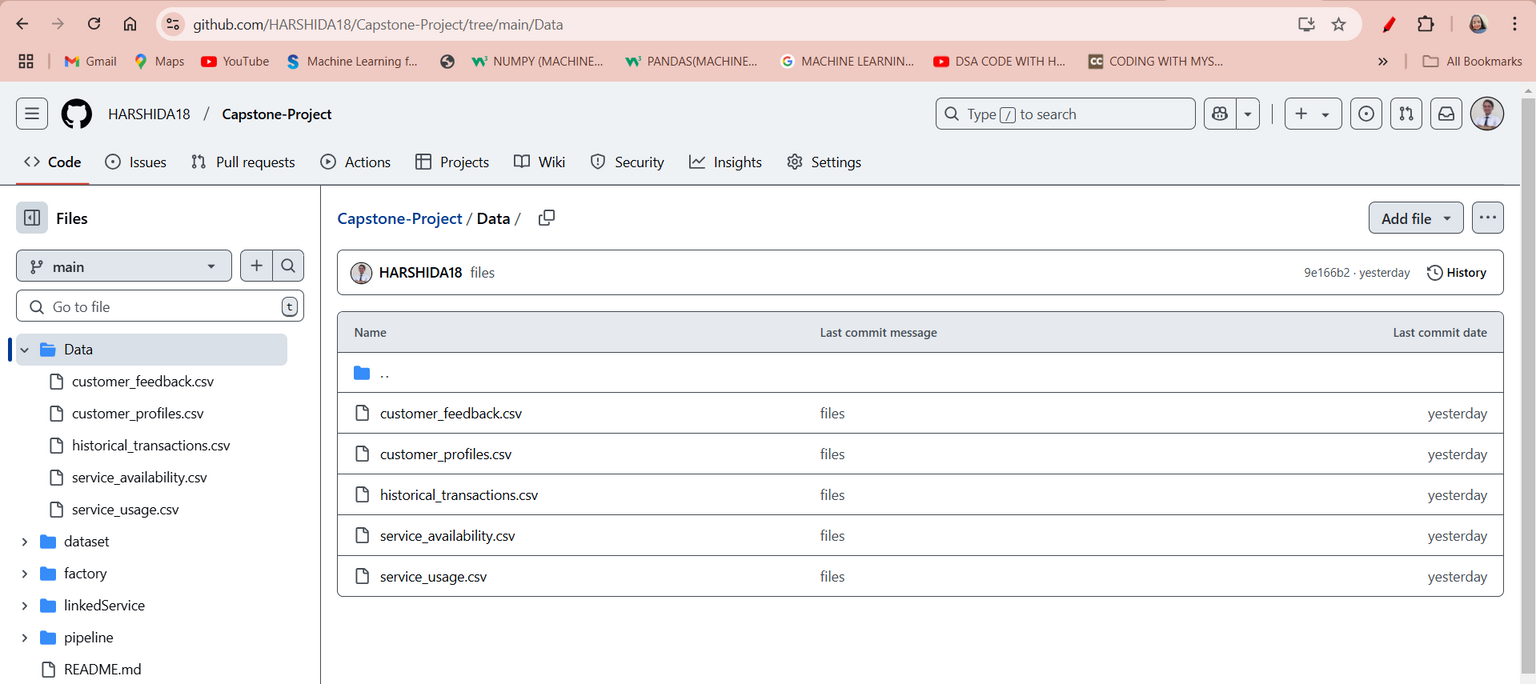 github.com/HARSHIDA18/Capstone-Project/tree/main/Data
Gmail Maps YouTube Machine Learning f... NUMPY (MACHINE... PANDAS(MACHINE... MACHINE LEARNIN... DSA CODE WITH H... CC CODING WITH MYS... » All Bookmarks
HARSHIDA18 / Capstone-Project Type / to search
Code Issues Pull requests Actions Projects Wiki Security Insights Settings
Files
main
Go to file t
Data
customer_feedback.csv
customer_profiles.csv
historical_transactions.csv
service_availability.csv
service_usage.csv
dataset
factory
linkedService
pipeline
README.md
Capstone-Project / Data / Add file
HARSHIDA18 files 9e166b2 · yesterday History
Name Last commit message Last commit date
..
customer_feedback.csv files yesterday
customer_profiles.csv files yesterday
historical_transactions.csv files yesterday
service_availability.csv files yesterday
service_usage.csv files yesterday